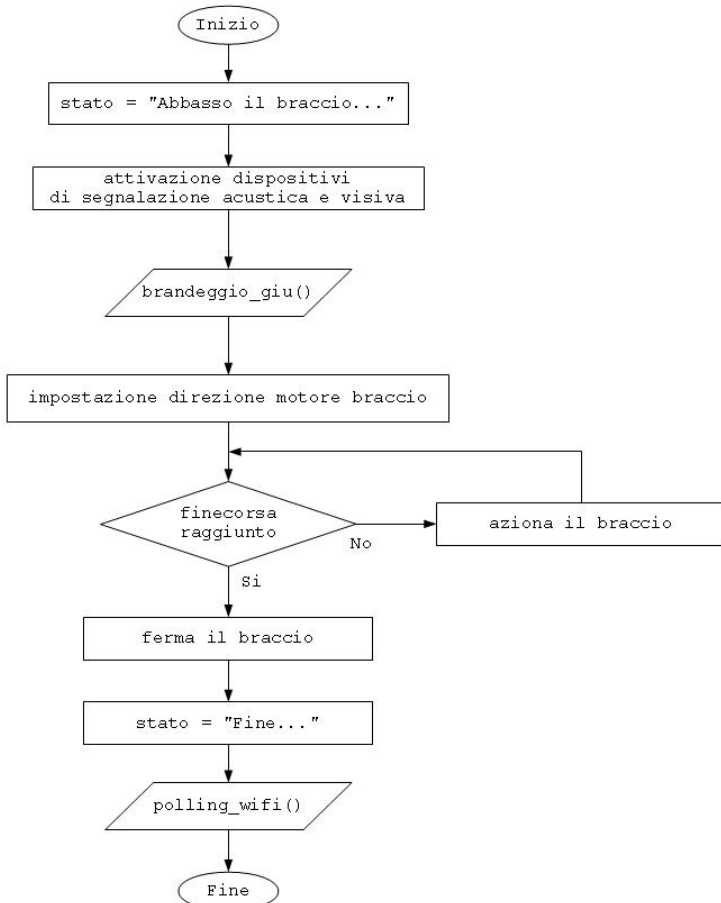 Inizio
stato = "Abbasso il braccio..."
attivazione dispositivi
di segnalazione acustica e visiva
brandeggio_giu()
impostazione direzione motore braccio
finecorsa
raggiunto
No
aziona il braccio
Si
ferma il braccio
stato = "Fine..."
polling_wifi()
Fine